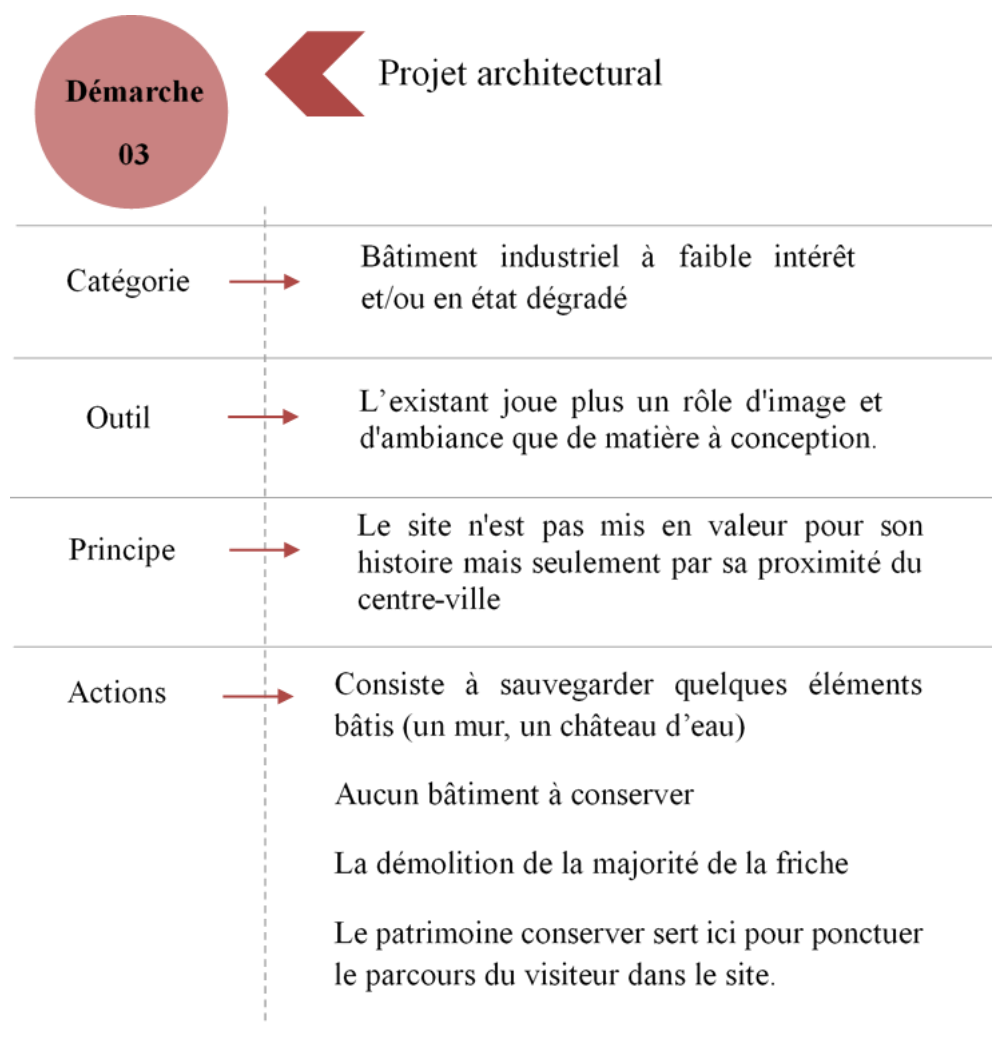 Démarche
03
Projet architectural
Catégorie
Bâtiment industriel à faible intérêt
et/ou en état dégradé
Outil
L’existant joue plus un rôle d'image et
d'ambiance que de matière à conception.
Principe
Le site n'est pas mis en valeur pour son
histoire mais seulement par sa proximité du
centre-ville
Actions
Consiste à sauvegarder quelques éléments
bâtis (un mur, un château d’eau)
Aucun bâtiment à conserver
La démolition de la majorité de la friche
Le patrimoine conserver sert ici pour ponctuer
le parcours du visiteur dans le site.